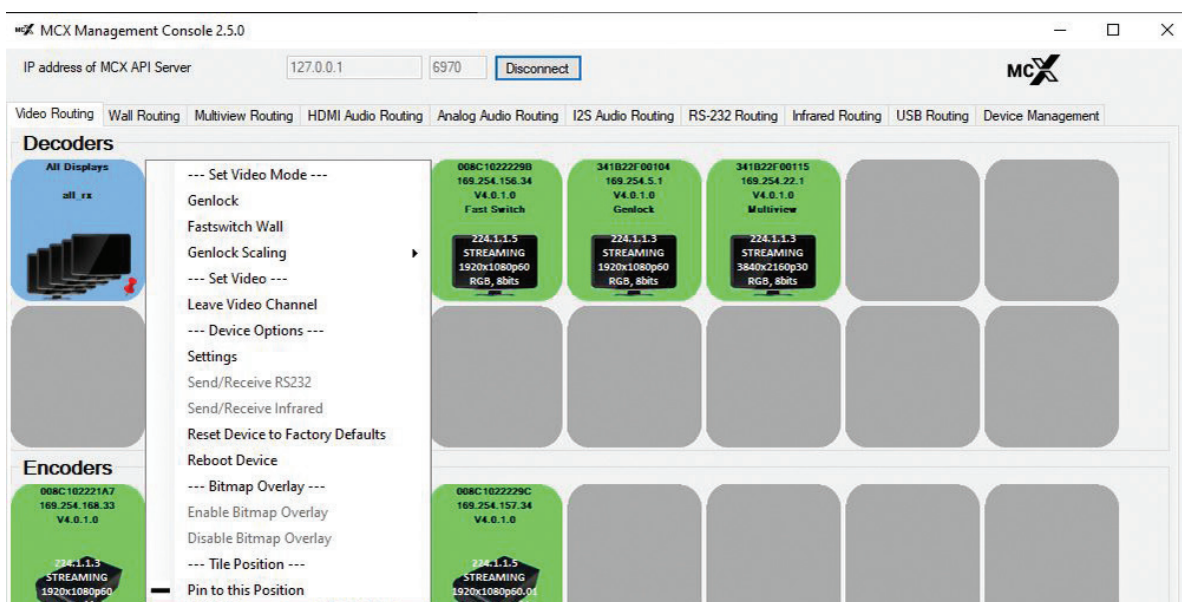 MCX MCX Management Console 2.5.0
IP address of MCX API Server 127.0.0.1 6970 Disconnect MCX
Video Routing Wall Routing Multiview Routing HDMI Audio Routing Analog Audio Routing I2S Audio Routing RS-232 Routing Infrared Routing USB Routing Device Management
Decoders
All Displays
all_rx
--- Set Video Mode ---
Genlock
Fastswitch Wall
Genlock Scaling
--- Set Video ---
Leave Video Channel
--- Device Options ---
Settings
Send/Receive RS232
Send/Receive Infrared
Reset Device to Factory Defaults
Reboot Device
--- Bitmap Overlay ---
Enable Bitmap Overlay
Disable Bitmap Overlay
--- Tile Position ---
Pin to this Position
008C1022229B
169.254.156.34
V4.0.1.0
Fast Switch
224.1.1.5
STREAMING
1920x1080p60
RGB, 8bits
341B22F00104
169.254.5.1
V4.0.1.0
Genlock
224.1.1.3
STREAMING
1920x1080p60
RGB, 8bits
341B22F00115
169.254.22.1
V4.0.1.0
Multiview
224.1.1.3
STREAMING
3840x2160p30
RGB, 8bits
Encoders
008C102221A7
169.254.168.33
V4.0.1.0
224.1.1.3
STREAMING
1920x1080p60
008C1022229C
169.254.157.34
V4.0.1.0
224.1.1.5
STREAMING
1920x1080p60.01